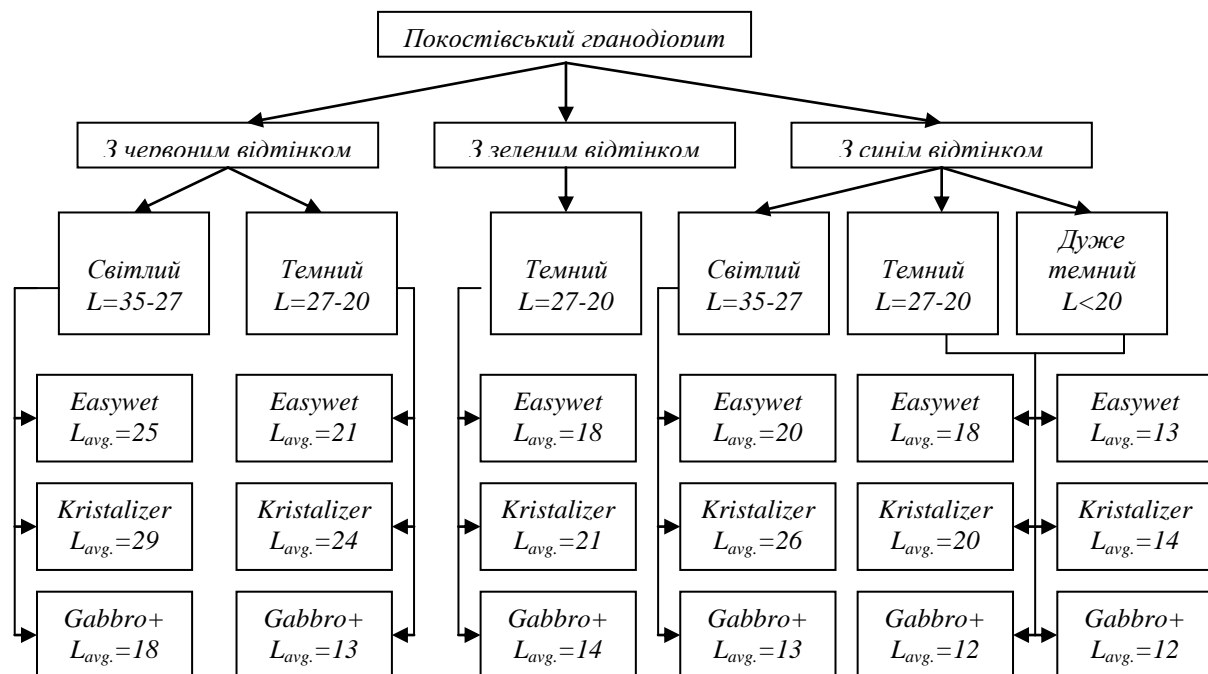 Покостівський гранодіорит
З червоним відтінком
З зеленим відтінком
З синім відтінком
Світлий
L=35-27
Темний
L=27-20
Темний
L=27-20
Світлий
L=35-27
Темний
L=27-20
Дуже
темний
L<20
Easywet
Lavg.=25
Easywet
Lavg.=21
Easywet
Lavg.=18
Easywet
Lavg.=20
Easywet
Lavg.=18
Easywet
Lavg.=13
Kristalizer
Lavg.=29
Kristalizer
Lavg.=24
Kristalizer
Lavg.=21
Kristalizer
Lavg.=26
Kristalizer
Lavg.=20
Kristalizer
Lavg.=14
Gabbro+
Lavg.=18
Gabbro+
Lavg.=13
Gabbro+
Lavg.=14
Gabbro+
Lavg.=13
Gabbro+
Lavg.=12
Gabbro+
Lavg.=12